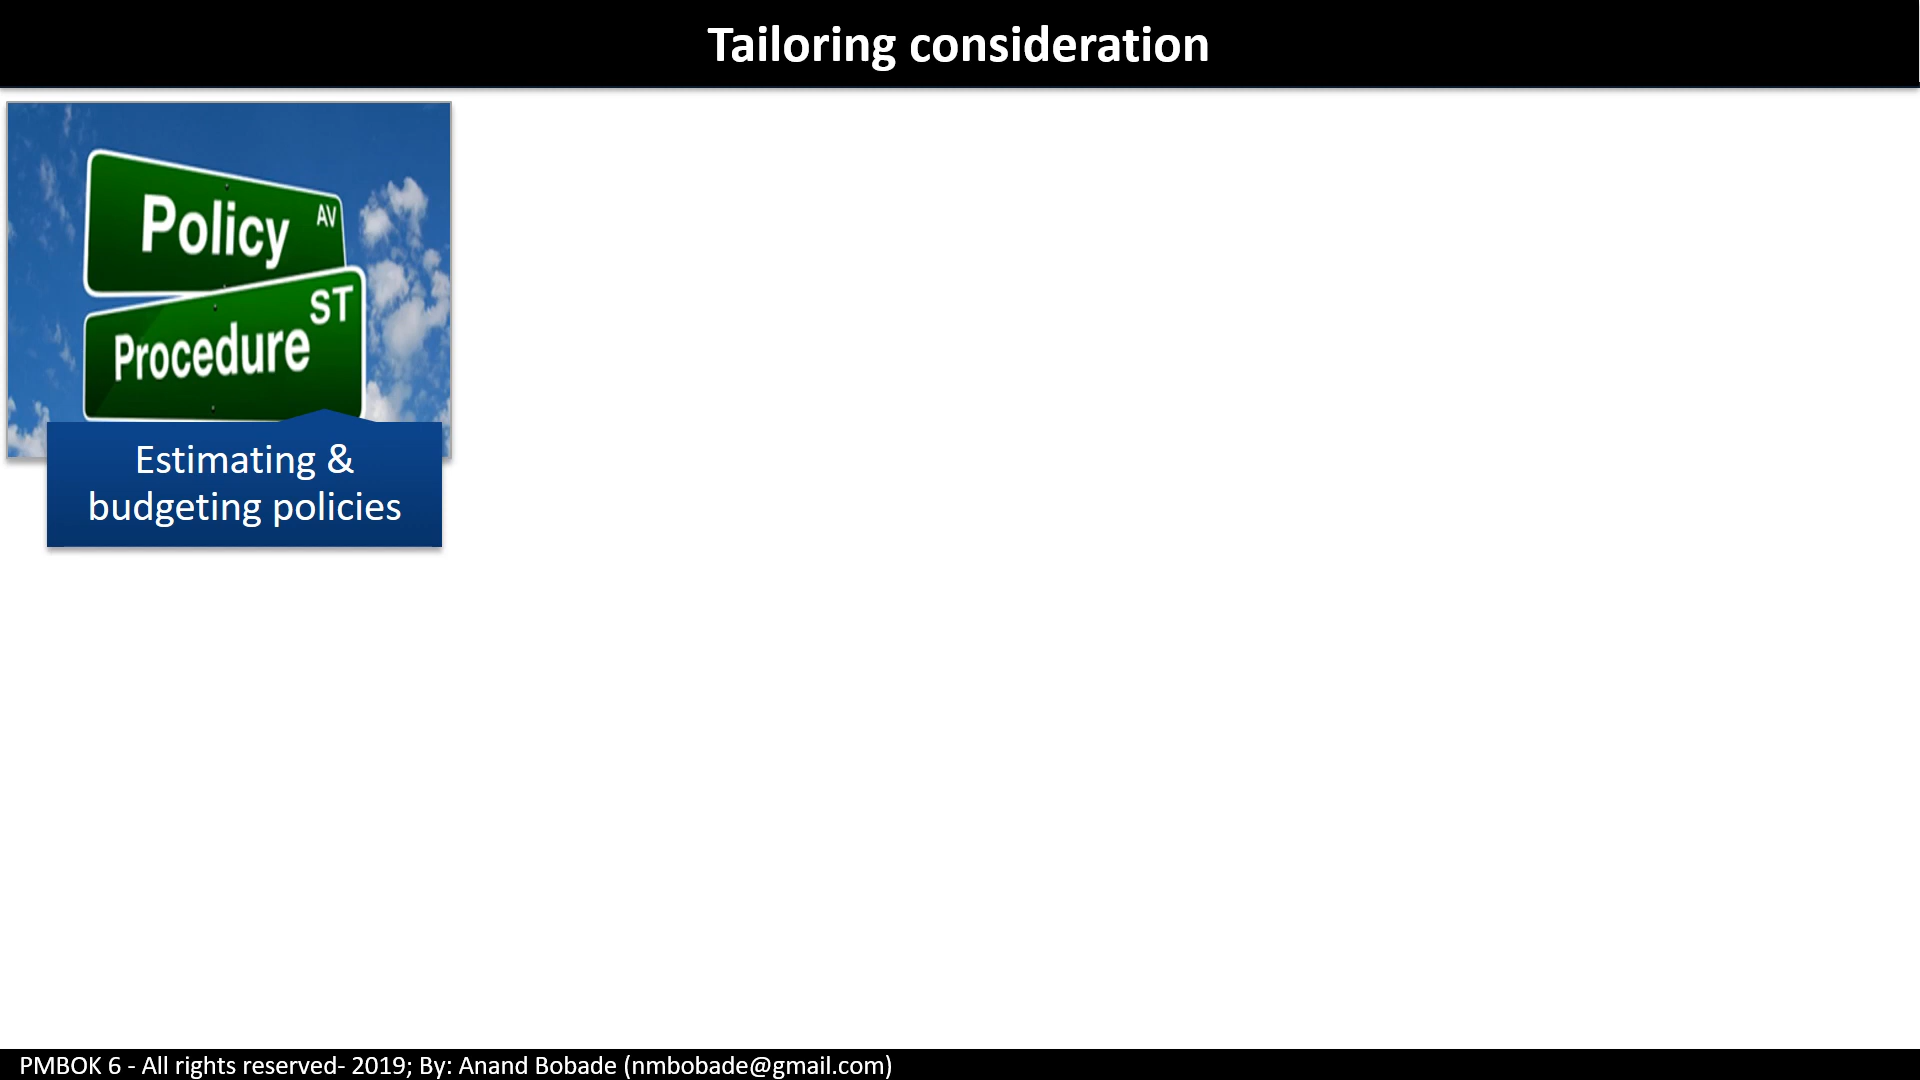 Tailoring consideration
Policy AV
Procedure ST
Estimating &
budgeting policies
PMBOK 6 - All rights reserved- 2019; By: Anand Bobade (nmbobade@gmail.com)